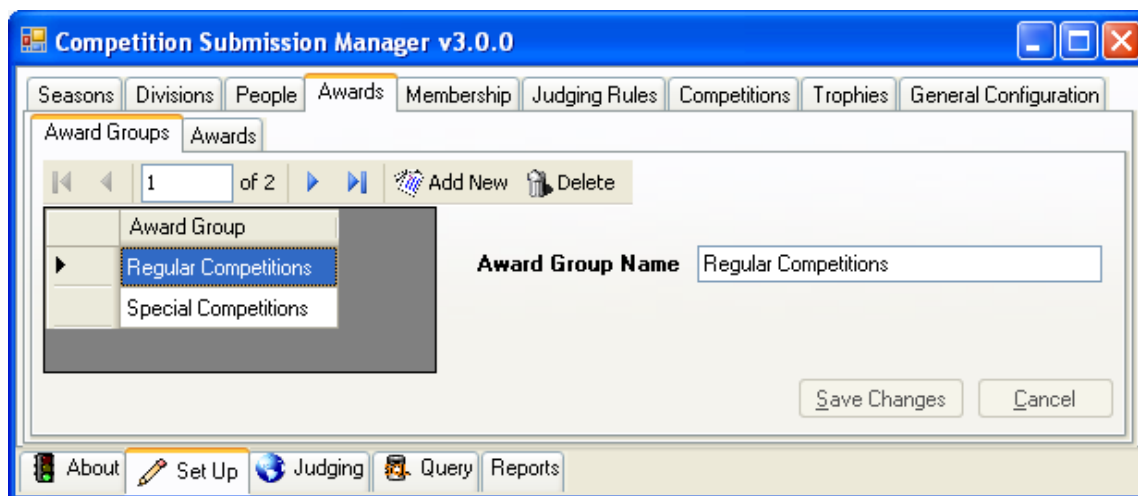 Competition Submission Manager v3.0.0
Seasons Divisions People Awards Membership Judging Rules Competitions Trophies General Configuration
Award Groups Awards
1 of 2 Add New Delete
Award Group
Regular Competitions
Special Competitions
Award Group Name Regular Competitions
Save Changes Cancel
About Set Up Judging Query Reports